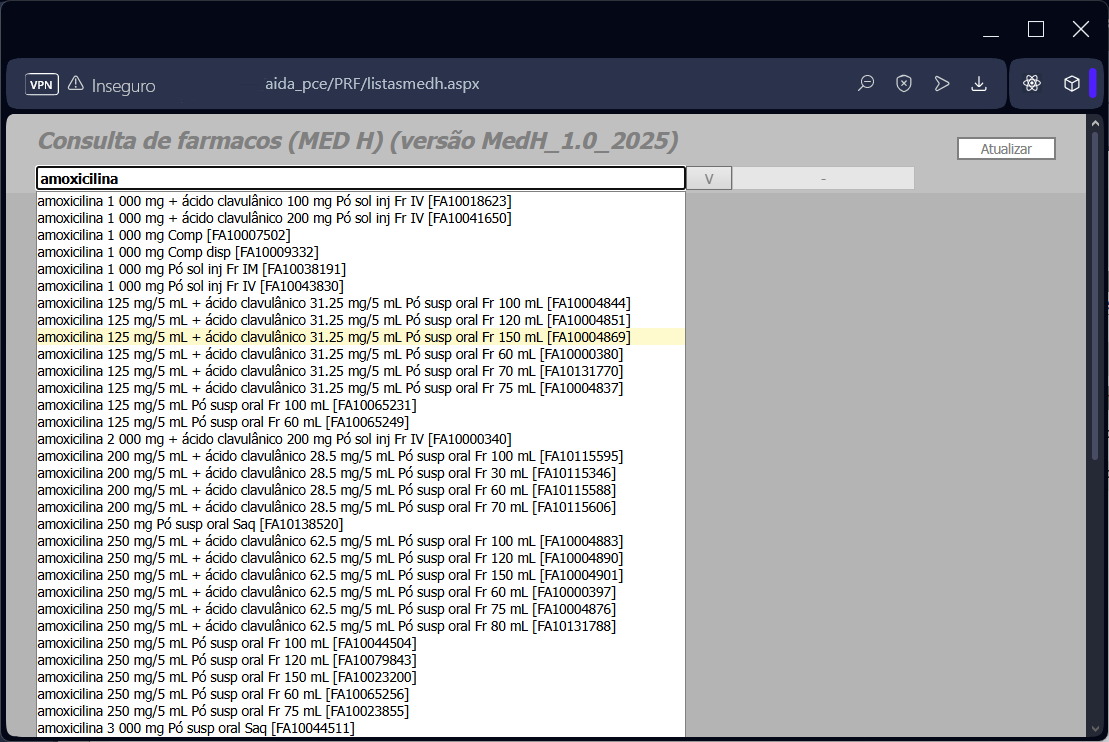 VPN Inseguro aida_pce/PRF/listasmedh.aspx
Consulta de farmacos (MED H) (versão MedH_1.0_2025)
Atualizar
amoxicilina V -
amoxicilina 1 000 mg + ácido clavulânico 100 mg Pó sol inj Fr IV [FA10018623]
amoxicilina 1 000 mg + ácido clavulânico 200 mg Pó sol inj Fr IV [FA10041650]
amoxicilina 1 000 mg Comp [FA10007502]
amoxicilina 1 000 mg Comp disp [FA10009332]
amoxicilina 1 000 mg Pó sol inj Fr IM [FA10038191]
amoxicilina 1 000 mg Pó sol inj Fr IV [FA10043830]
amoxicilina 125 mg/5 mL + ácido clavulânico 31.25 mg/5 mL Pó susp oral Fr 100 mL [FA10004844]
amoxicilina 125 mg/5 mL + ácido clavulânico 31.25 mg/5 mL Pó susp oral Fr 120 mL [FA10004851]
amoxicilina 125 mg/5 mL + ácido clavulânico 31.25 mg/5 mL Pó susp oral Fr 150 mL [FA10004869]
amoxicilina 125 mg/5 mL + ácido clavulânico 31.25 mg/5 mL Pó susp oral Fr 60 mL [FA10000380]
amoxicilina 125 mg/5 mL + ácido clavulânico 31.25 mg/5 mL Pó susp oral Fr 70 mL [FA10131770]
amoxicilina 125 mg/5 mL + ácido clavulânico 31.25 mg/5 mL Pó susp oral Fr 75 mL [FA10004837]
amoxicilina 125 mg/5 mL Pó susp oral Fr 100 mL [FA10065231]
amoxicilina 125 mg/5 mL Pó susp oral Fr 60 mL [FA10065249]
amoxicilina 2 000 mg + ácido clavulânico 200 mg Pó sol inj Fr IV [FA10000340]
amoxicilina 200 mg/5 mL + ácido clavulânico 28.5 mg/5 mL Pó susp oral Fr 100 mL [FA10115595]
amoxicilina 200 mg/5 mL + ácido clavulânico 28.5 mg/5 mL Pó susp oral Fr 30 mL [FA10115346]
amoxicilina 200 mg/5 mL + ácido clavulânico 28.5 mg/5 mL Pó susp oral Fr 60 mL [FA10115588]
amoxicilina 200 mg/5 mL + ácido clavulânico 28.5 mg/5 mL Pó susp oral Fr 70 mL [FA10115606]
amoxicilina 250 mg Pó susp oral Saq [FA10138520]
amoxicilina 250 mg/5 mL + ácido clavulânico 62.5 mg/5 mL Pó susp oral Fr 100 mL [FA10004883]
amoxicilina 250 mg/5 mL + ácido clavulânico 62.5 mg/5 mL Pó susp oral Fr 120 mL [FA10004890]
amoxicilina 250 mg/5 mL + ácido clavulânico 62.5 mg/5 mL Pó susp oral Fr 150 mL [FA10004901]
amoxicilina 250 mg/5 mL + ácido clavulânico 62.5 mg/5 mL Pó susp oral Fr 60 mL [FA10000397]
amoxicilina 250 mg/5 mL + ácido clavulânico 62.5 mg/5 mL Pó susp oral Fr 75 mL [FA10004876]
amoxicilina 250 mg/5 mL + ácido clavulânico 62.5 mg/5 mL Pó susp oral Fr 80 mL [FA10131788]
amoxicilina 250 mg/5 mL Pó susp oral Fr 100 mL [FA10044504]
amoxicilina 250 mg/5 mL Pó susp oral Fr 120 mL [FA10079843]
amoxicilina 250 mg/5 mL Pó susp oral Fr 150 mL [FA10023200]
amoxicilina 250 mg/5 mL Pó susp oral Fr 60 mL [FA10065256]
amoxicilina 250 mg/5 mL Pó susp oral Fr 75 mL [FA10023855]
amoxicilina 3 000 mg Pó susp oral Saq [FA10044511]